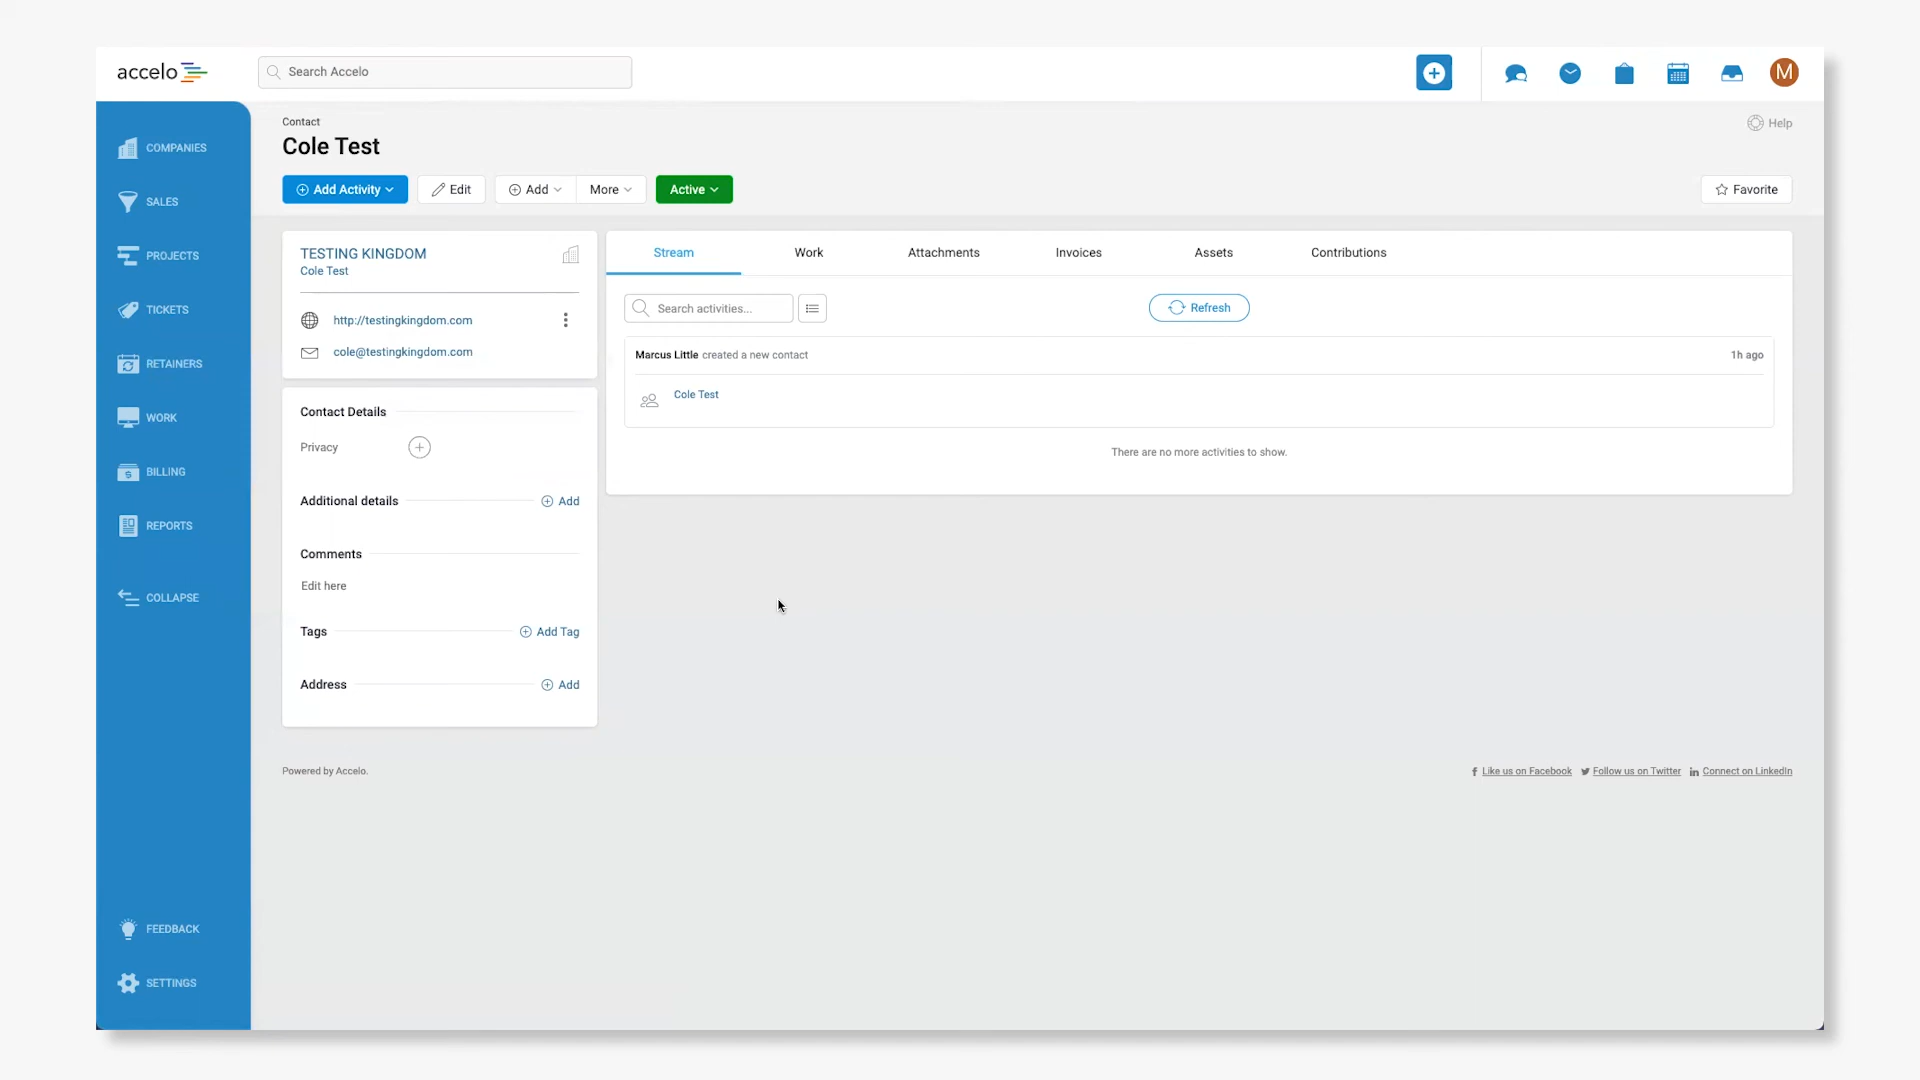 accelo
Search Accelo
M
COMPANIES
SALES
PROJECTS
TICKETS
RETAINERS
WORK
BILLING
REPORTS
COLLAPSE
FEEDBACK
SETTINGS
Contact
Help
Cole Test
Add Activity
Edit
Add
More
Active
Favorite
TESTING KINGDOM
Cole Test
http://testingkingdom.com
cole@testingkingdom.com
Contact Details
Privacy
Additional details
Add
Comments
Edit here
Tags
Add Tag
Address
Add
Stream
Work
Attachments
Invoices
Assets
Contributions
Search activities...
Refresh
Marcus Little created a new contact
1h ago
Cole Test
There are no more activities to show.
Powered by Accelo.
Like us on Facebook
Follow us on Twitter
Connect on LinkedIn